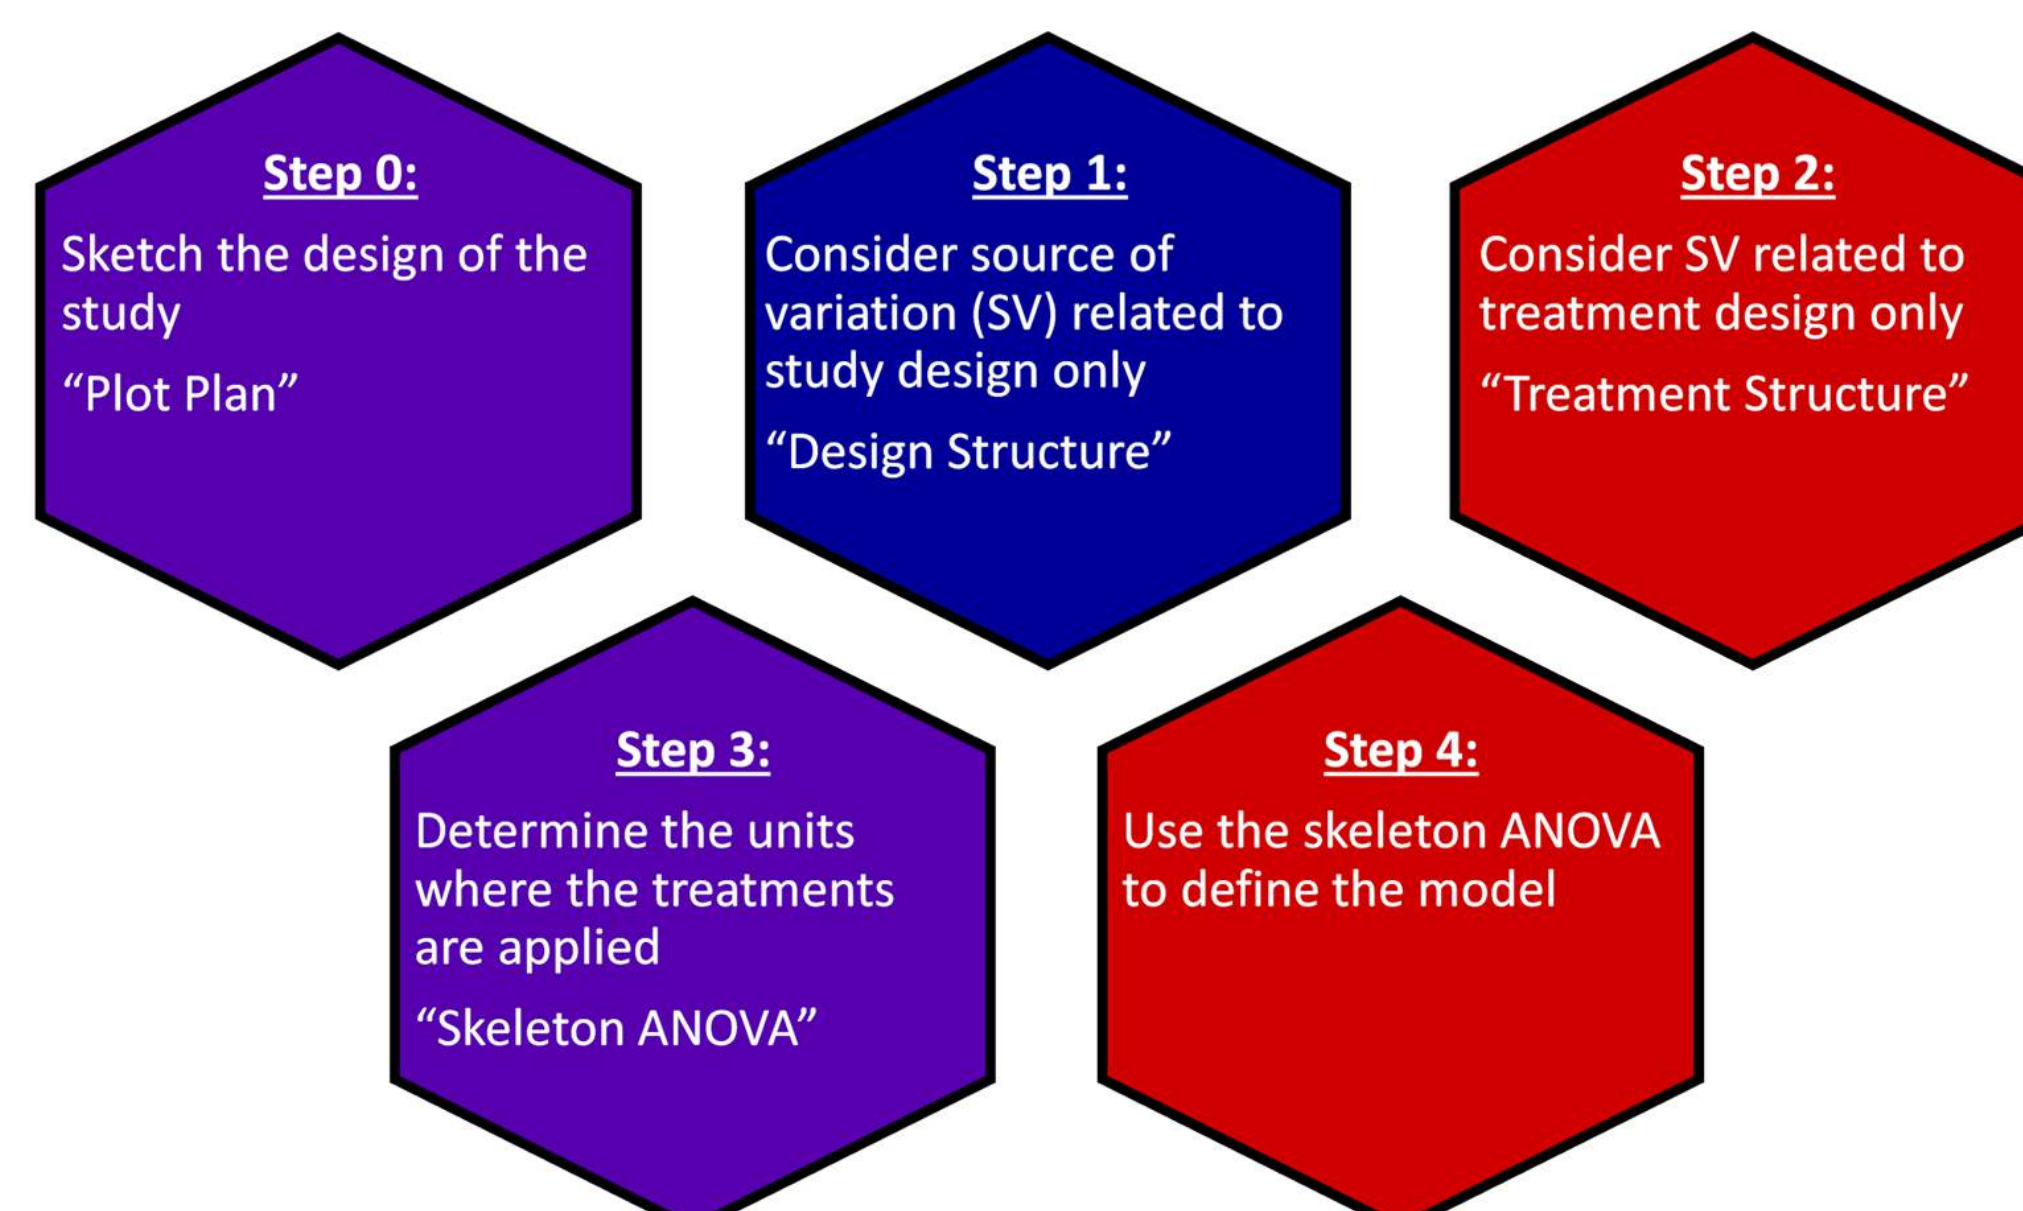 Step 0:
Sketch the design of the
study
“Plot Plan”
Step 1:
Consider source of
variation (SV) related to
study design only
“Design Structure”
Step 2:
Consider SV related to
treatment design only
“Treatment Structure”
Step 3:
Determine the units
where the treatments
are applied
“Skeleton ANOVA”
Step 4:
Use the skeleton ANOVA
to define the model